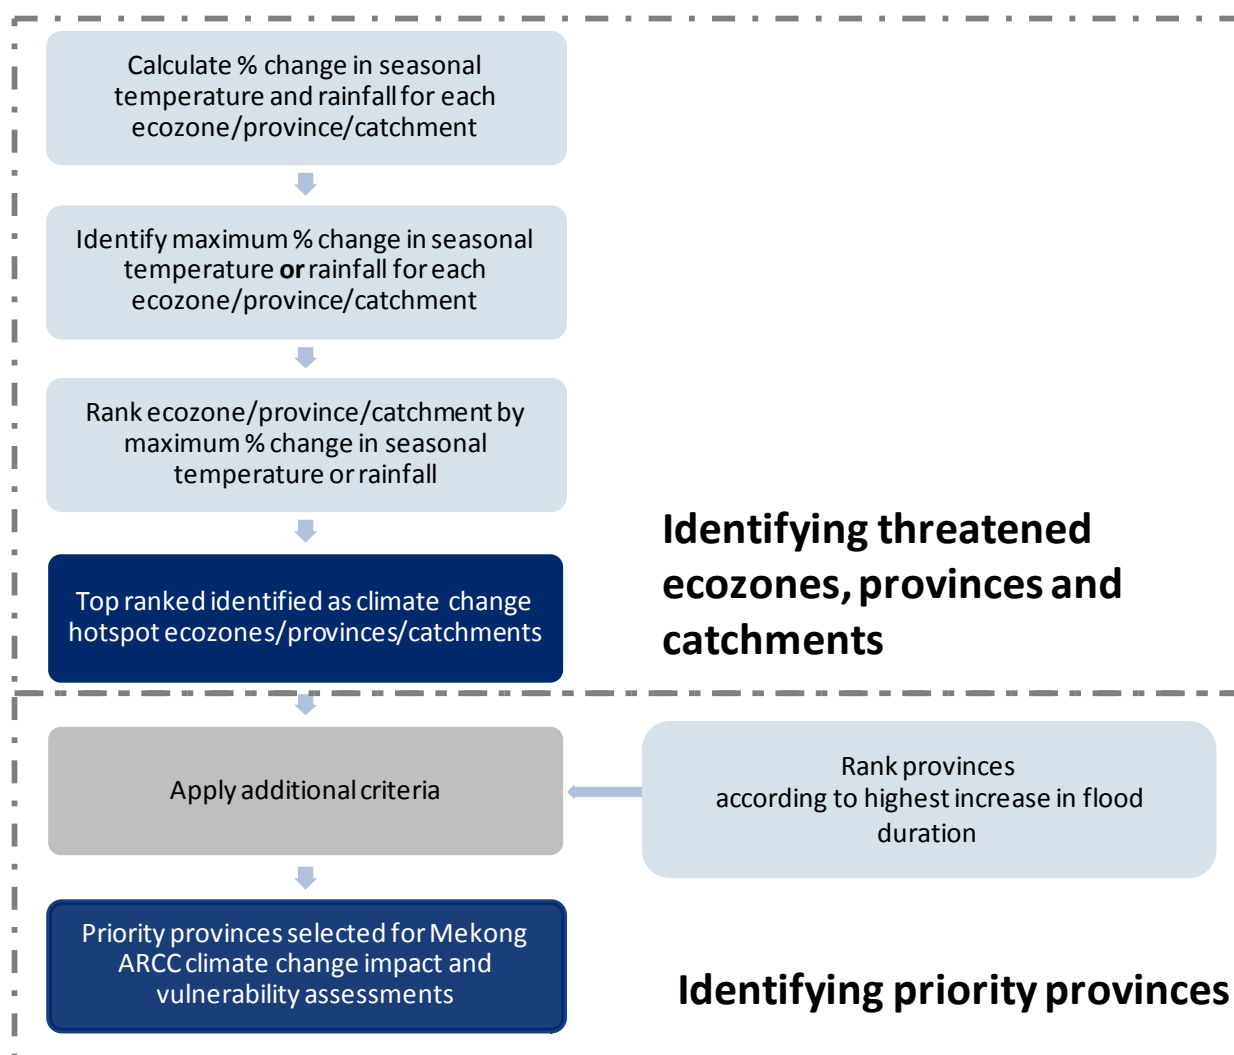 Calculate % change in seasonal
temperature and rainfall for each
ecozone/province/catchment
Identify maximum % change in seasonal
temperature or rainfall for each
ecozone/province/catchment
Rank ecozone/province/catchment by
maximum % change in seasonal
temperature or rainfall
Identifying threatened
ecozones, provinces and
catchments
Top ranked identified as climate change
hotspot ecozones/provinces/catchments
Apply additional criteria
Rank provinces
according to highest increase in flood
duration
Priority provinces selected for Mekong
ARCC climate change impact and
vulnerability assessments
Identifying priority provinces